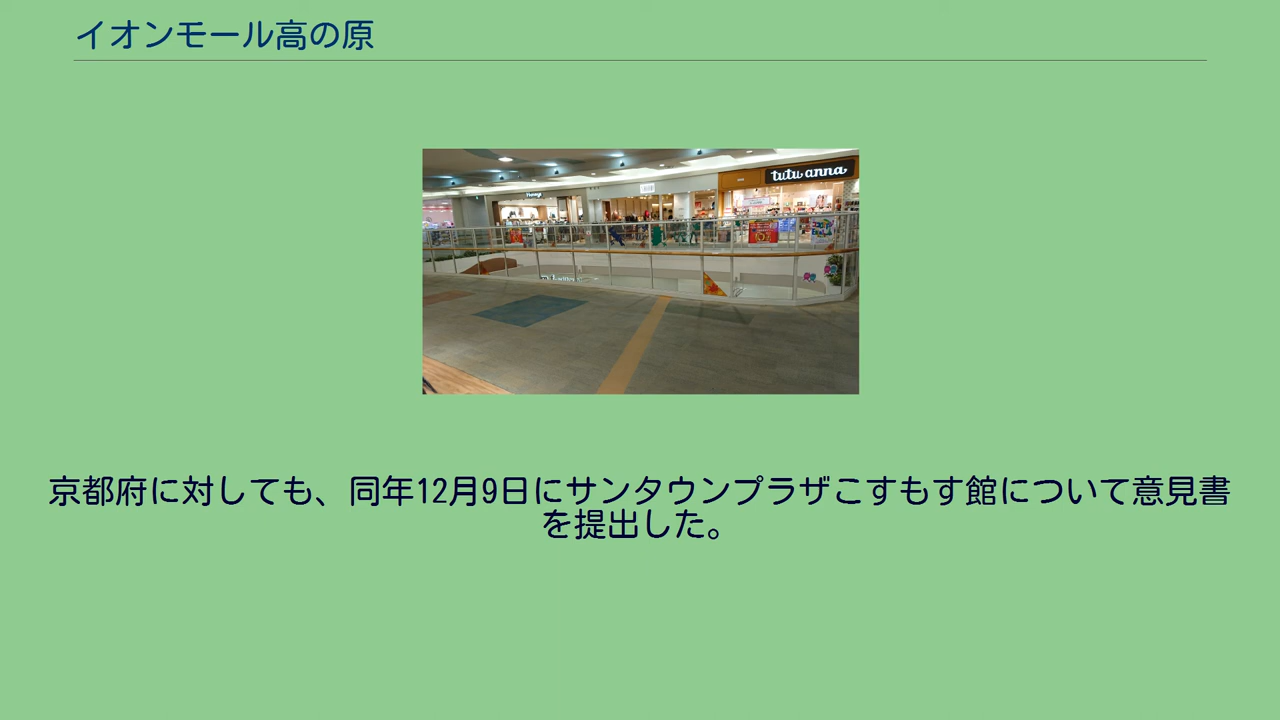 イオンモール高の原
tutu anna
京都府に対しても、同年12月9日にサンタウンプラザこすもす館について意見書
を提出した。